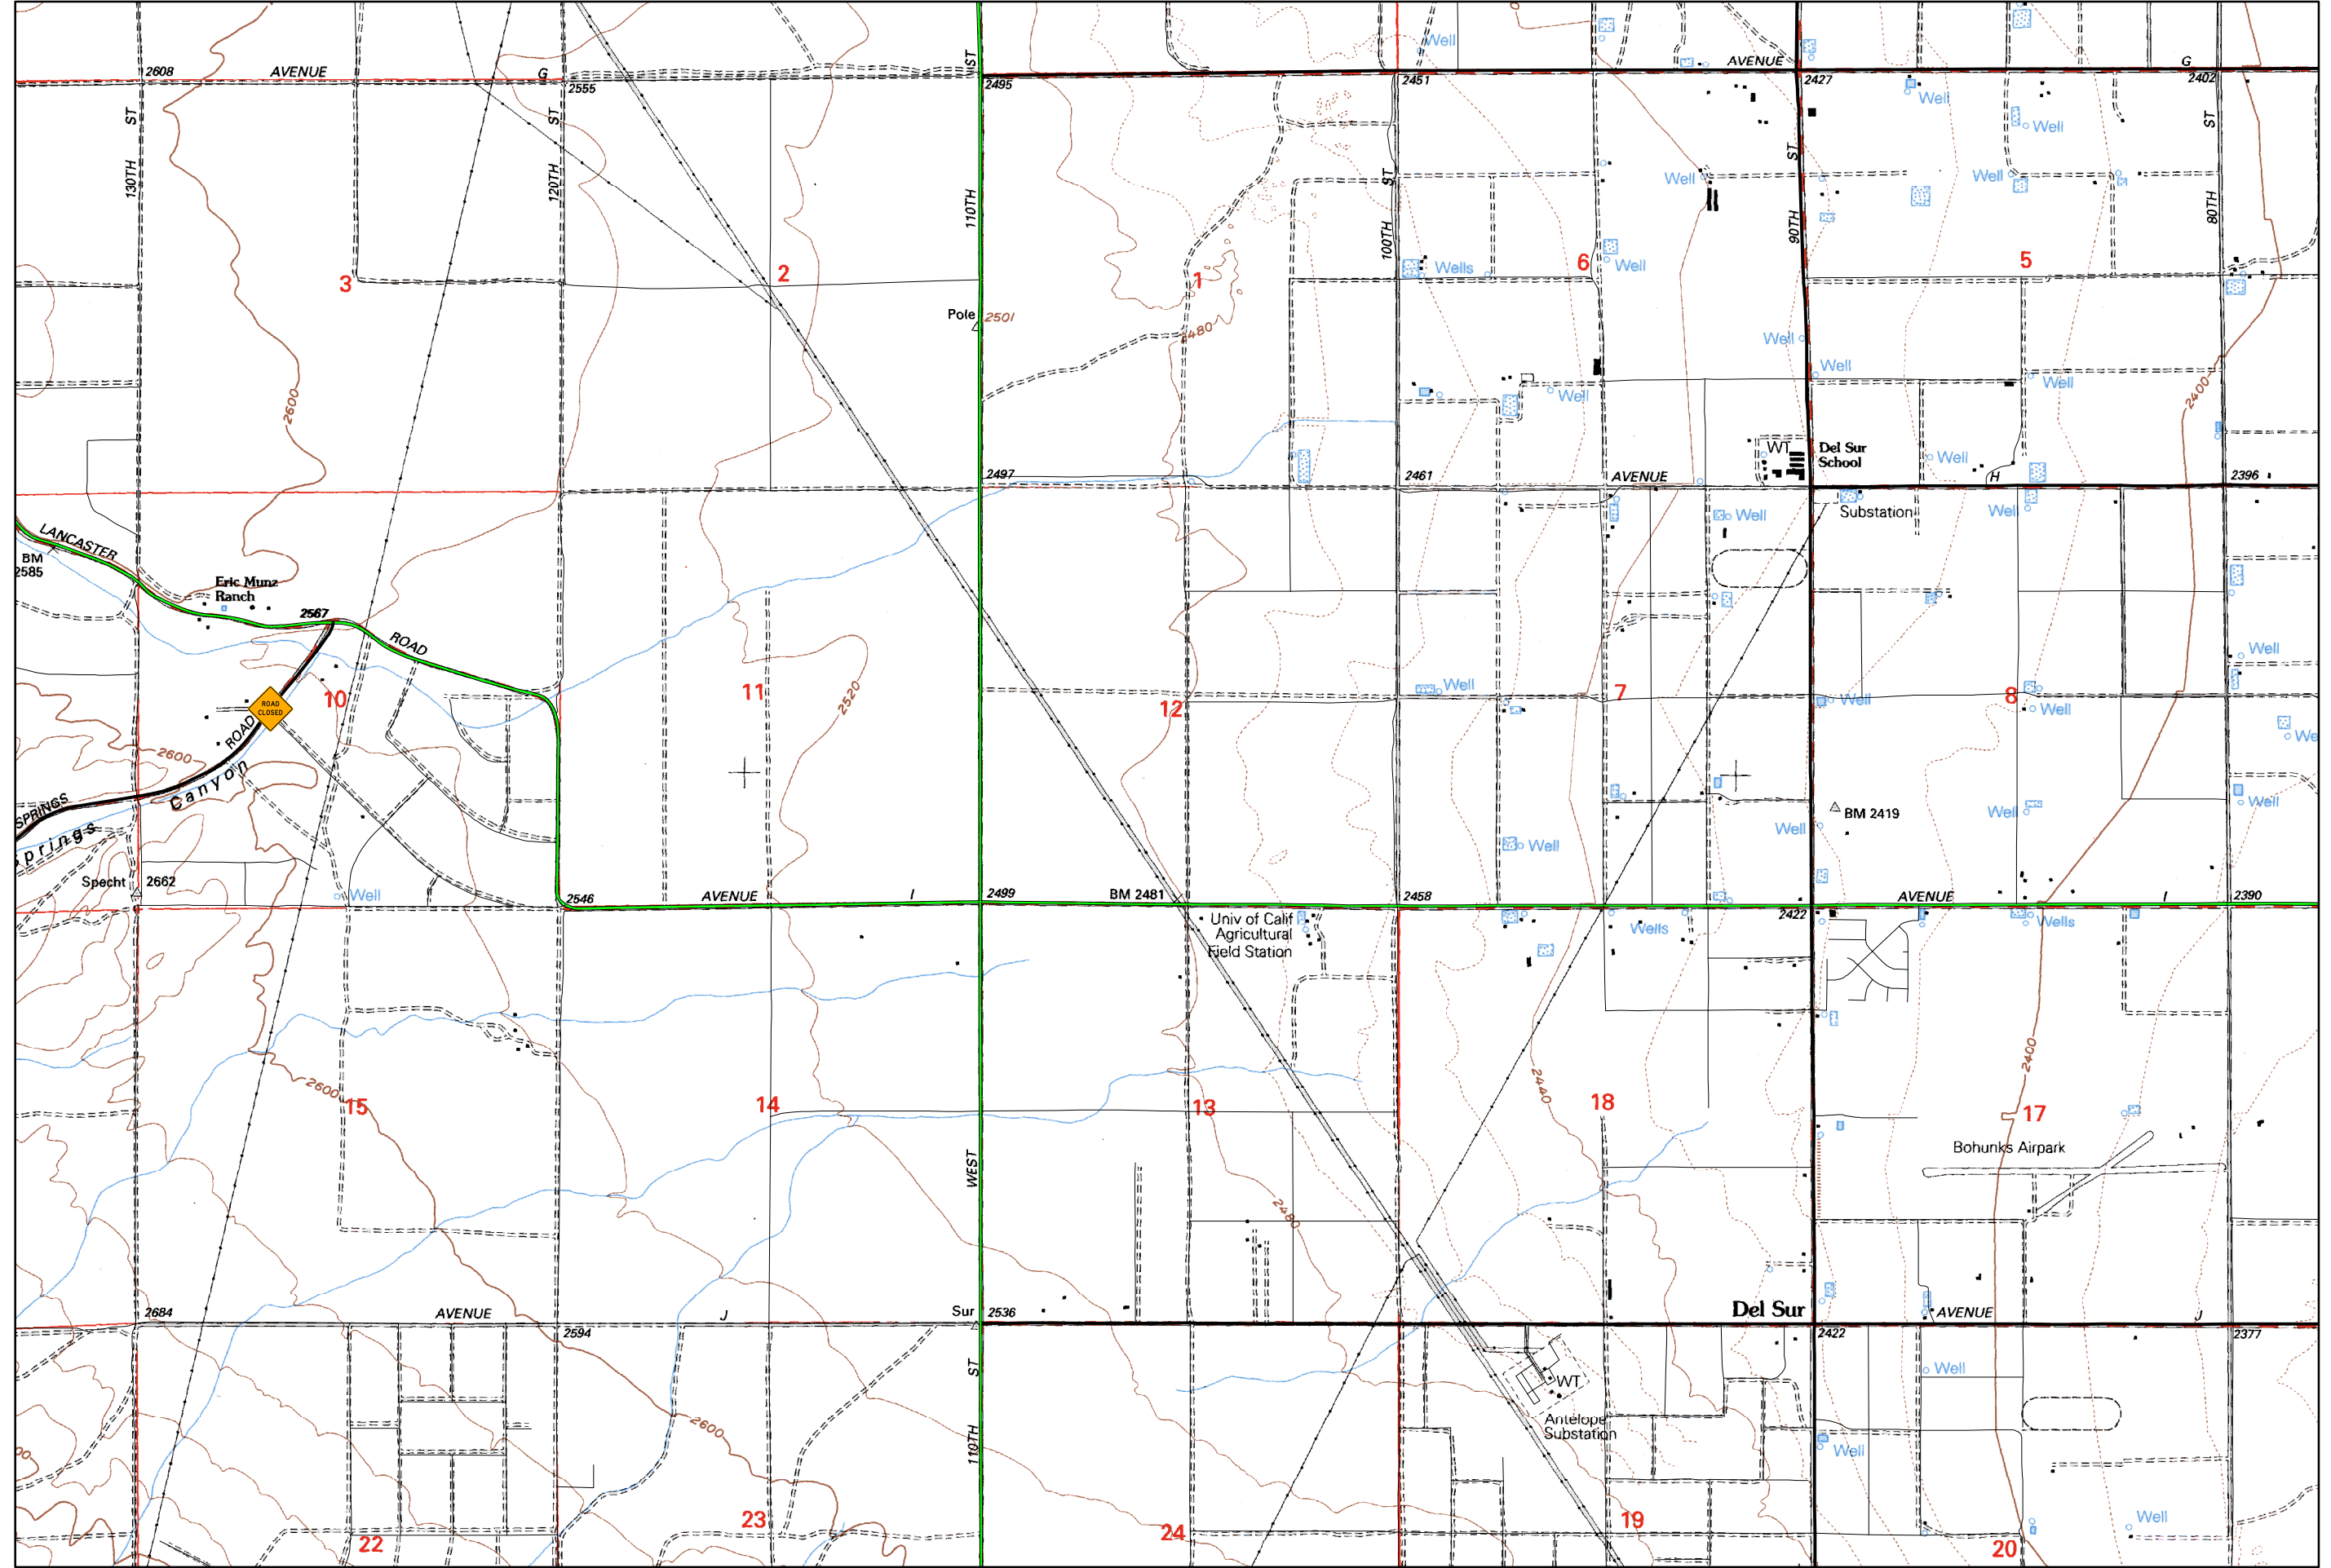 2608
AVENUE
G
2555
2495
2451
AVENUE
2427
G
2402
Well
130TH
ST
120TH
ST
110TH
ST
100TH
ST
90TH
ST
80TH
ST
Well
Well
Well
Well
3
2
1
Wells
6
Well
5
Pole
2501
2480
Well
Well
Well
Well
2600
2400
WT
Del Sur
School
Well
2497
2461
AVENUE
H
2396
Substation
Well
Well
LANCASTER
BM
2585
Eric Munz
Ranch
2567
ROAD
ROAD
CLOSED
10
11
2520
12
Well
7
Well
8
Well
Well
We
ROAD
2600
Canyon
SPRINGS
Springs
BM 2419
Well
Well
Well
Well
Specht
2662
Well
2546
AVENUE
I
2499
BM 2481
2458
2422
AVENUE
I
2390
Univ of Calif
Agricultural
Field Station
Wells
Wells
2600
15
14
13
2440
18
2400
17
Bohunks Airpark
WEST
2480
2684
AVENUE
J
Sur
2536
Del Sur
AVENUE
J
2594
2422
2377
ST
110TH
WT
Well
2600
Antelope
Substation
Well
00
22
23
24
19
Well
20